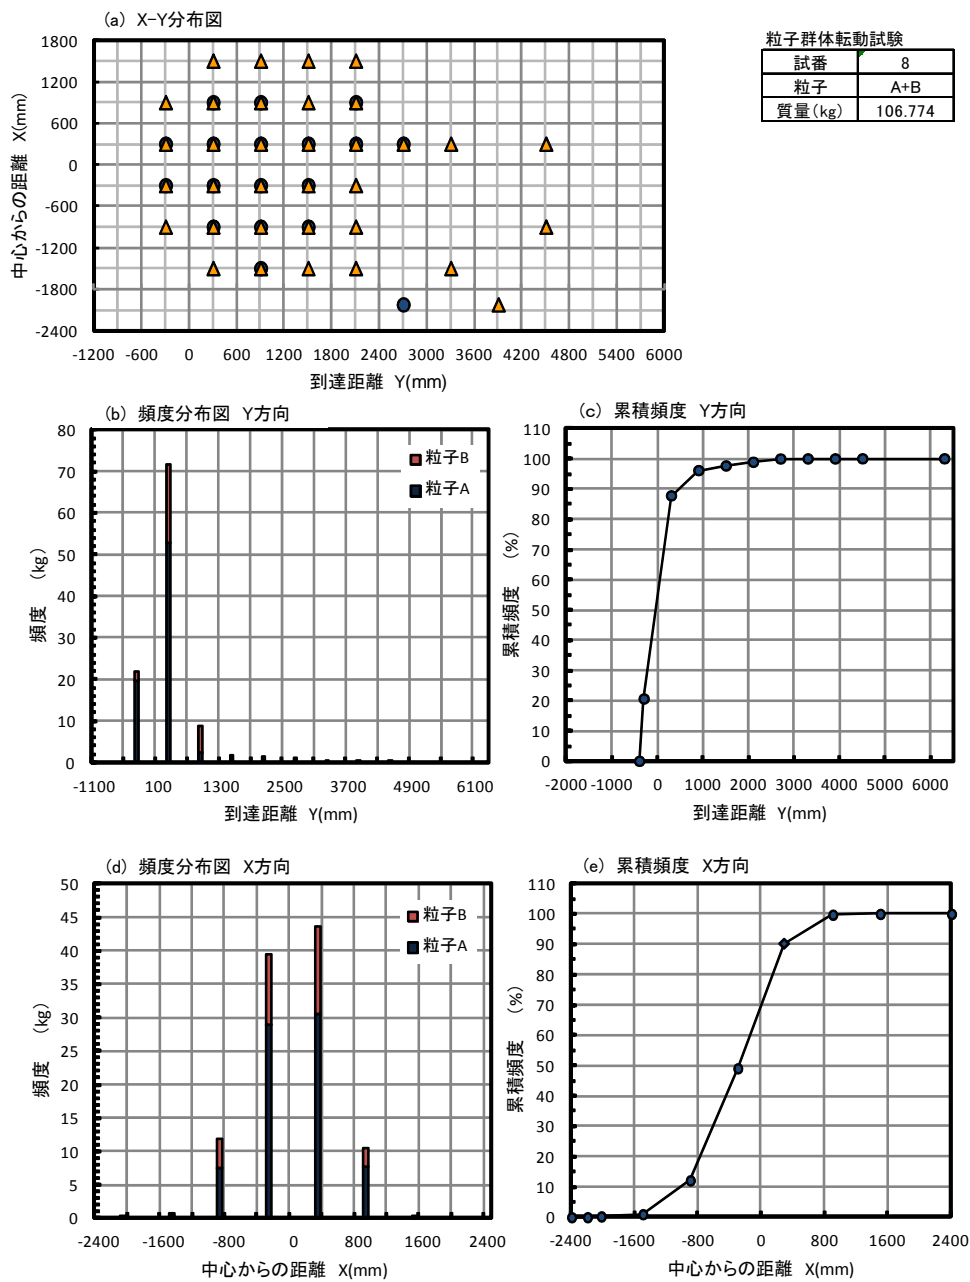 (a) X-Y分布図
1800
1200
600
0
-600
-1200
-1800
-2400
中心からの距離 X(mm)
-1200 -600 0 600 1200 1800 2400 3000 3600 4200 4800 5400 6000
到達距離 Y(mm)
粒子群体転動試験
試番 8
粒子 A+B
質量(kg) 106.774
(b) 頻度分布図 Y方向
80
70
60
50
40
30
20
10
0
頻度 (kg)
粒子B
粒子A
-1100 100 1300 2500 3700 4900 6100
到達距離 Y(mm)
(c) 累積頻度 Y方向
110
100
90
80
70
60
50
40
30
20
10
0
累積頻度 (%)
-2000 -1000 0 1000 2000 3000 4000 5000 6000
到達距離 Y(mm)
(d) 頻度分布図 X方向
50
45
40
35
30
25
20
15
10
5
0
頻度 (kg)
粒子B
粒子A
-2400 -1600 -800 0 800 1600 2400
中心からの距離 X(mm)
(e) 累積頻度 X方向
110
100
90
80
70
60
50
40
30
20
10
0
累積頻度 (%)
-2400 -1600 -800 0 800 1600 2400
中心からの距離 X(mm)